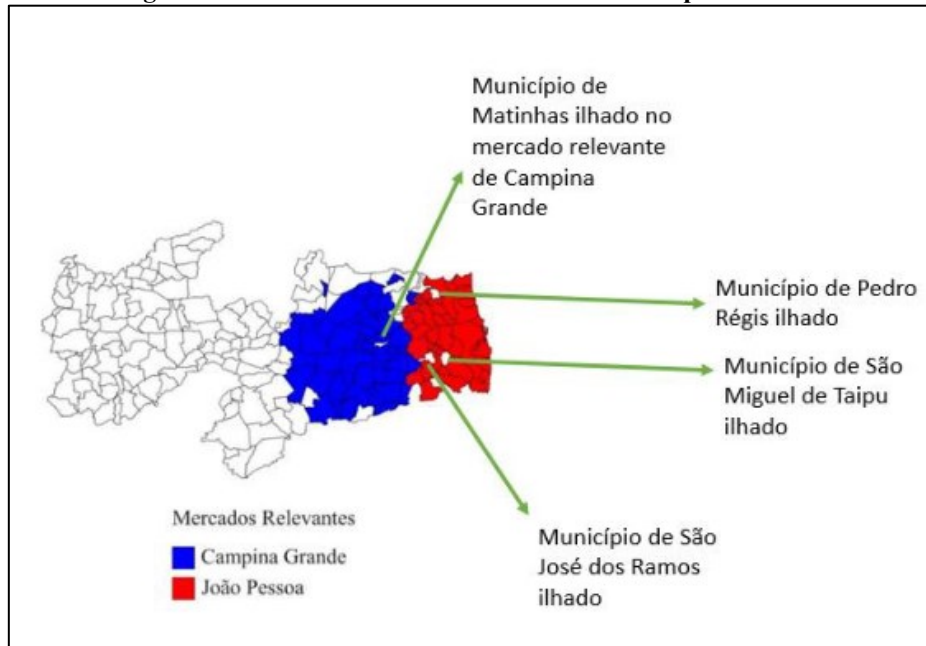 Município de
Matinhas ilhado no
mercado relevante
de Campina
Grande
Município de Pedro
Régis ilhado
Município de São
Miguel de Taipu
ilhado
Município de São
José dos Ramos
ilhado
Mercados Relevantes
Campina Grande
João Pessoa